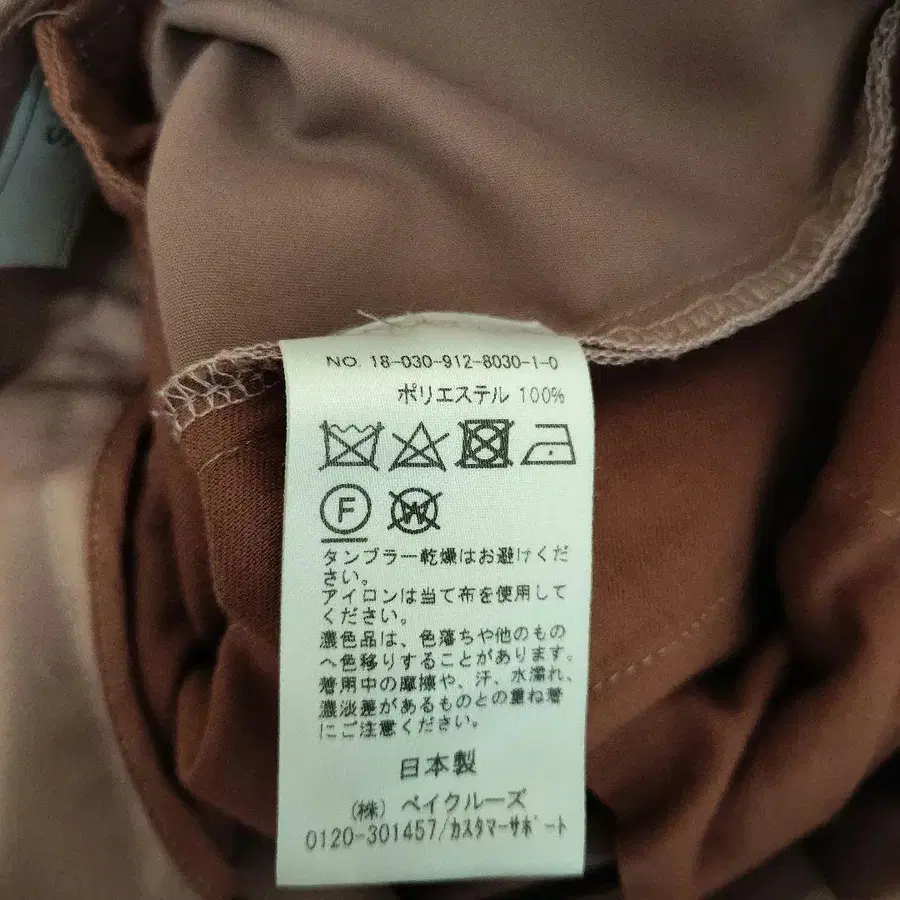 NO. 18-030-912-8030-1-0
ポリエステル 100%
F W
タンブラー乾燥はお避けくだ
さい。
アイロンは当て布を使用して
ください。
濃色品は、色落ちや他のもの
へ色移りすることがあります。
着用中の摩擦や、汗、水濡れ、
濃淡差があるものとの重ね着
にご注意ください。
日本製
(株) ベイクルーズ
0120-301457/カスタマーサポート